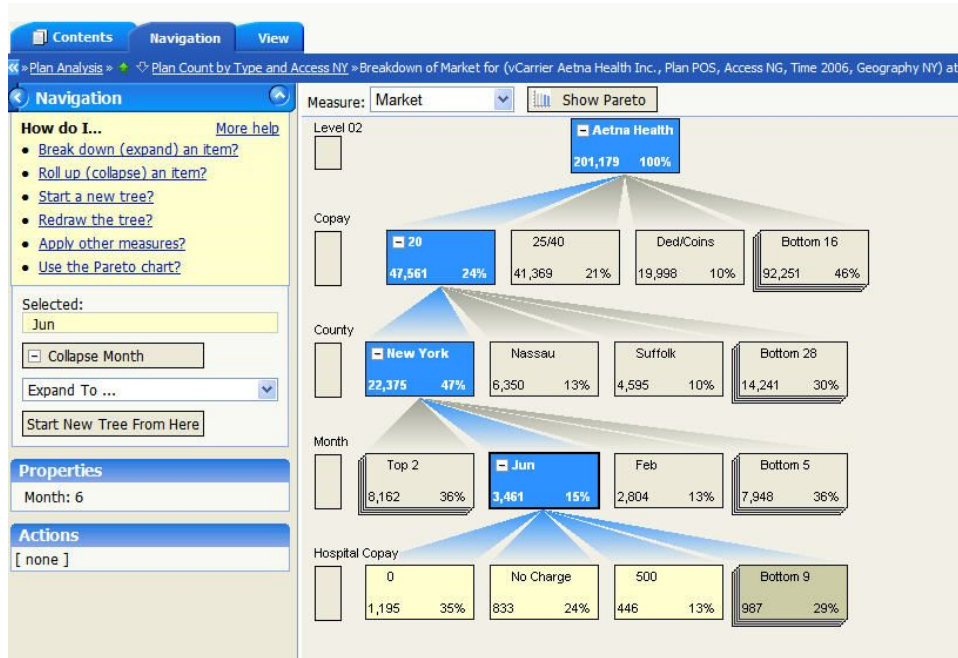 Contents Navigation View
«»Plan Analysis» Plan Count by Type and Access NY»Breakdown of Market for (vCarrier Aetna Health Inc., Plan POS, Access NG, Time 2006, Geography NY) at
Navigation
How do I... More help
• Break down (expand) an item?
• Roll up (collapse) an item?
• Start a new tree?
• Redraw the tree?
• Apply other measures?
• Use the Pareto chart?
Selected:
Jun
Collapse Month
Expand To ...
Start New Tree From Here
Properties
Month: 6
Actions
[ none ]
Measure: Market Show Pareto
Level 02
Aetna Health
201,179 100%
Copay
20 25/40 Ded/Coins Bottom 16
47,561 24% 41,369 21% 19,998 10% 92,251 46%
County
New York Nassau Suffolk Bottom 28
22,375 47% 6,350 13% 4,595 10% 14,241 30%
Month
Top 2 Jun Feb Bottom 5
8,162 36% 3,461 15% 2,804 13% 7,948 36%
Hospital Copay
0 No Charge 500 Bottom 9
1,195 35% 833 24% 446 13% 987 29%